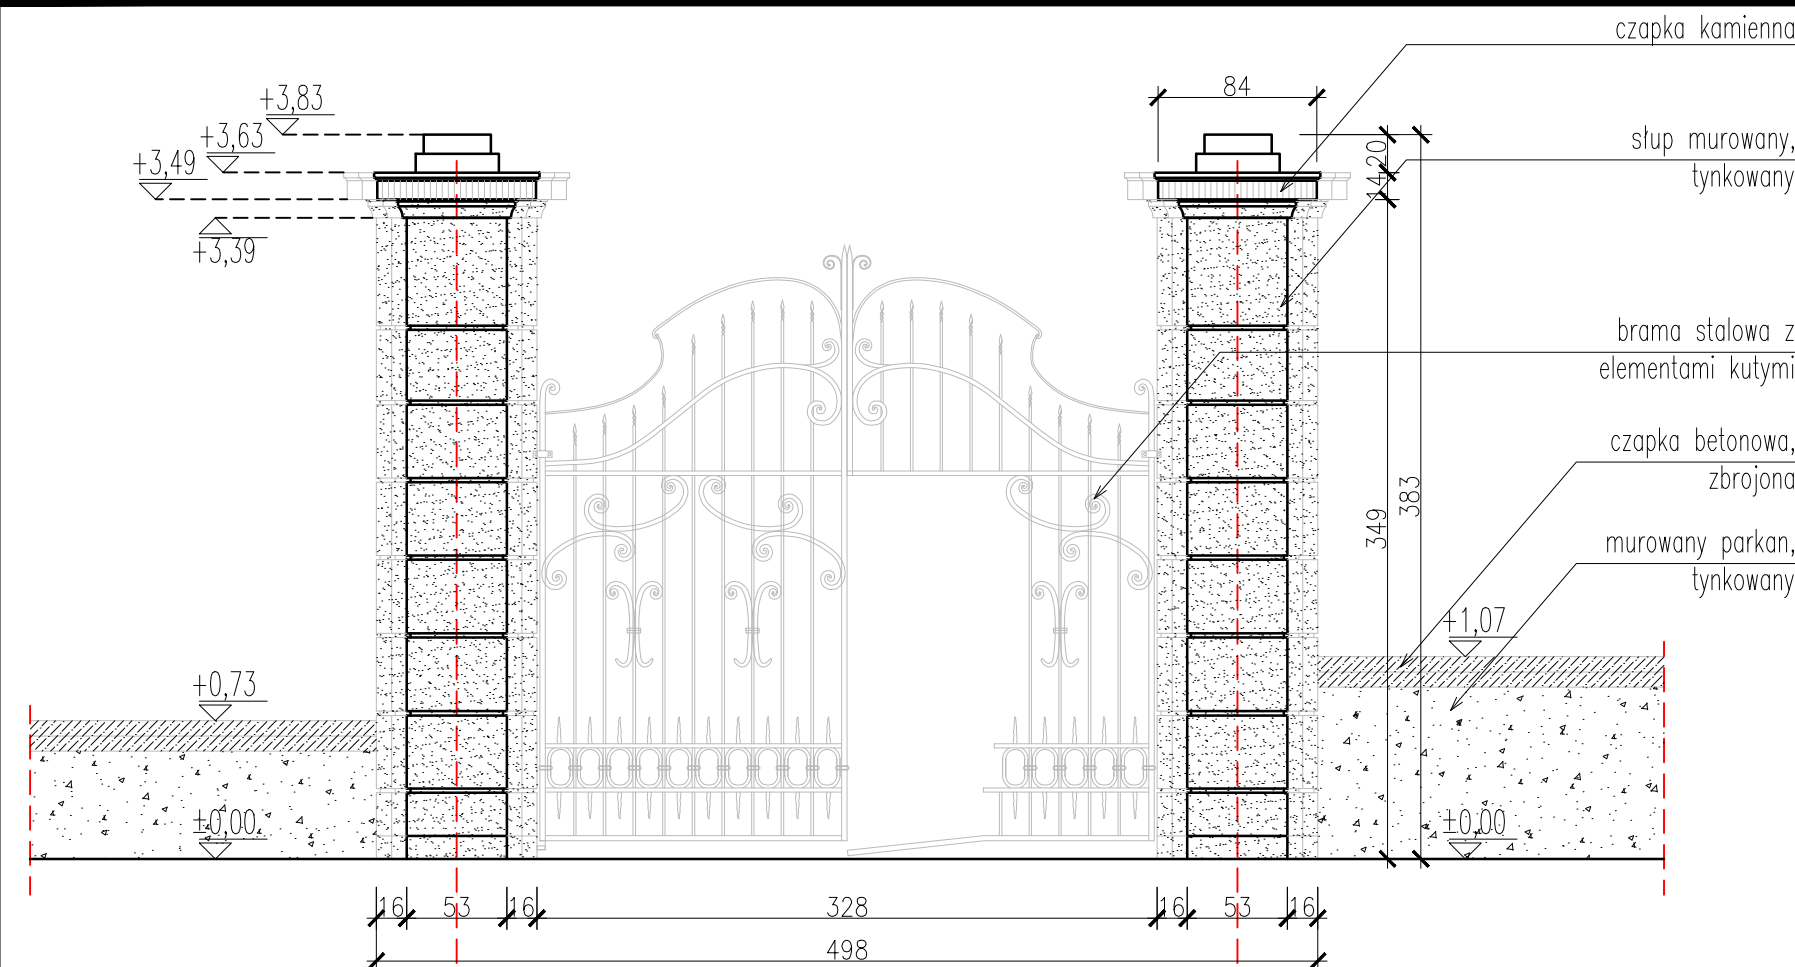 czapka kamienna
84
+3,83
+3,63
+3,49
+3,39
20
14
słup murowany,
tynkowany
brama stalowa z
elementami kutymi
czapka betonowa,
zbrojona
349
383
murowany parkan,
tynkowany
+1,07
+0,73
±0,00
±0,00
16 53 16 328 16 53 16
498